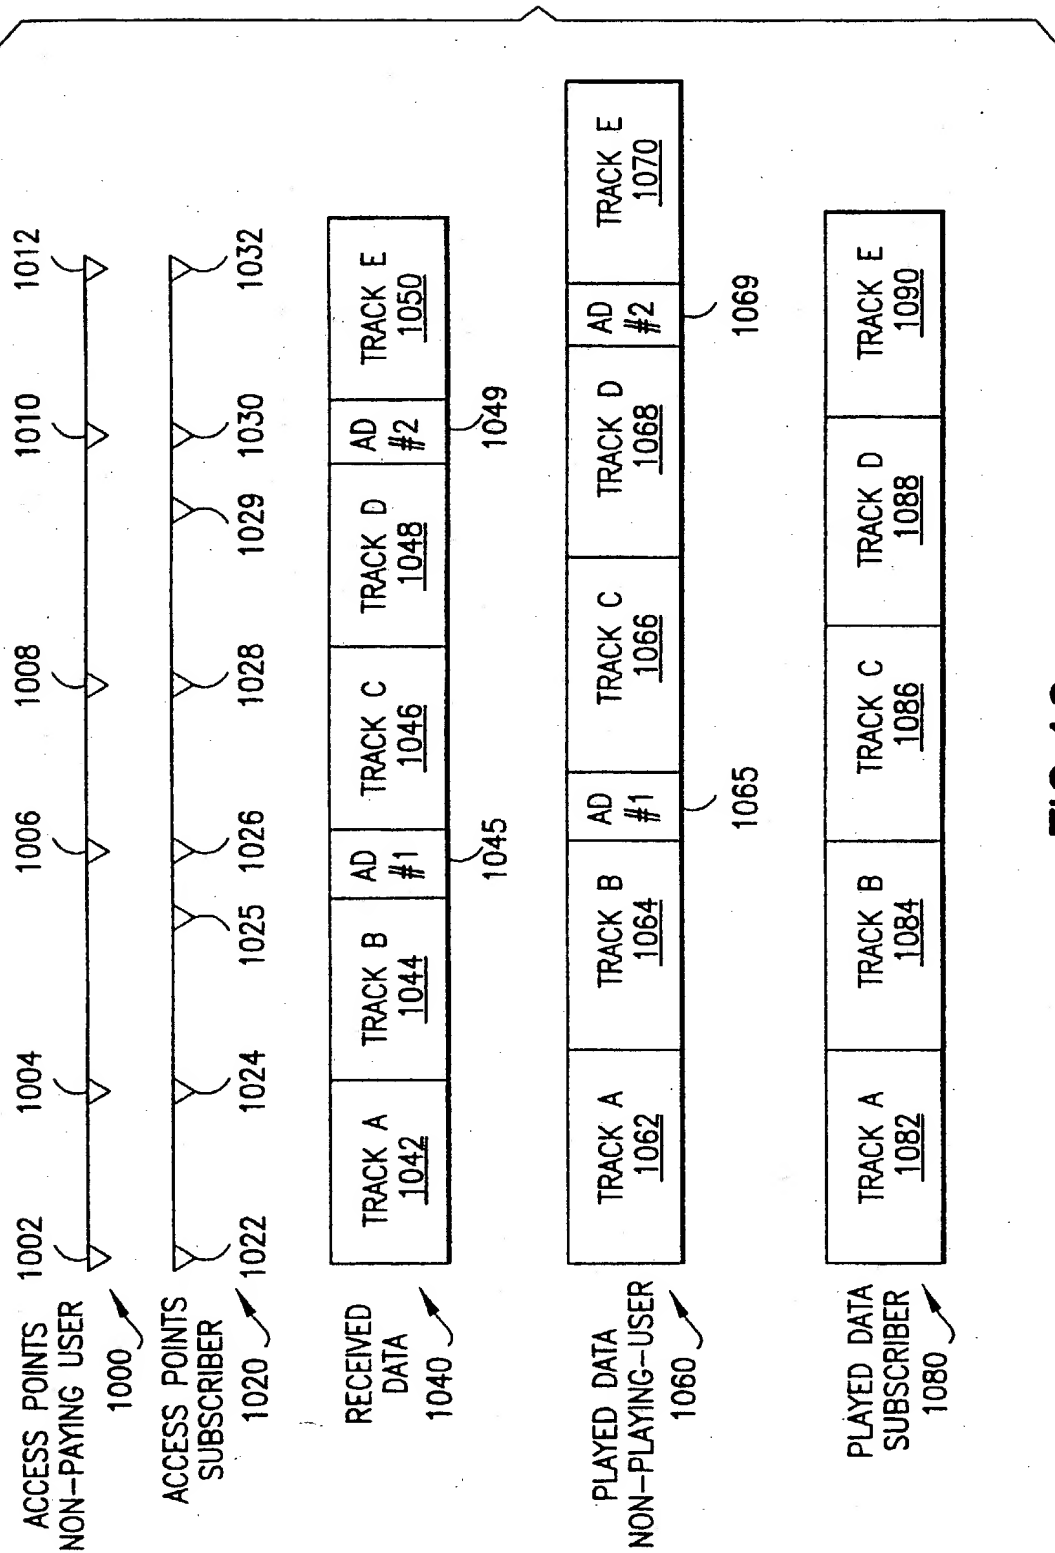 ACCESS POINTS
NON-PAYING USER
1000
1002
1004
1006
1008
1010
1012
ACCESS POINTS
SUBSCRIBER
1020
1022
1024
1025
1026
1028
1029
1030
1032
RECEIVED
DATA
1040
TRACK A
1042
TRACK B
1044
AD
#1
1045
TRACK C
1046
TRACK D
1048
AD
#2
1049
TRACK E
1050
PLAYED DATA
NON-PLAYING-USER
1060
TRACK A
1062
TRACK B
1064
AD
#1
1065
TRACK C
1066
TRACK D
1068
AD
#2
1069
TRACK E
1070
PLAYED DATA
SUBSCRIBER
1080
TRACK A
1082
TRACK B
1084
TRACK C
1086
TRACK D
1088
TRACK E
1090